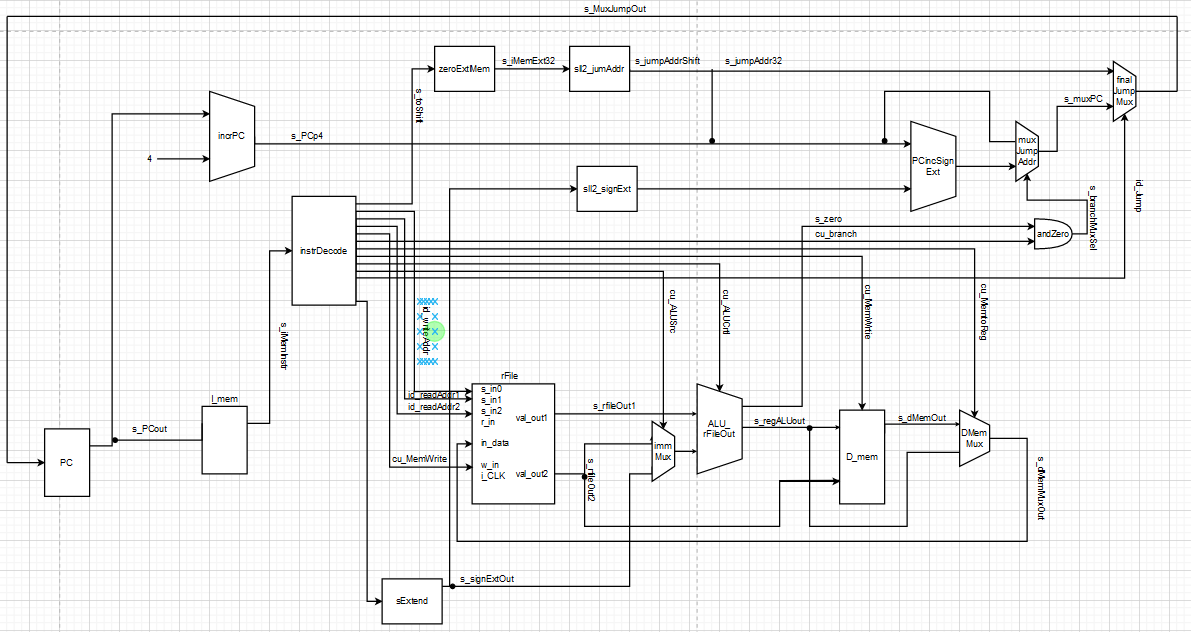 s_MuxJumpOut
zeroExtMem
s_iMemExt32
sll2_jumAddr
s_jumpAddrShift
s_jumpAddr32
final
Jump
Mux
s_muxPC
s_toShift
incrPC
s_PCp4
4
PCincSign
Ext
mux
Jump
Addr
sll2_signExt
id_Jump
s_branchMuxSel
s_zero
cu_branch
andZero
instrDecode
cu_ALUSrc
cu_ALUCrtl
cu_MemWrtie
cu_MemtoReg
id_writeAddr
s_iMemInstr
rFile
s_in0
s_in1
s_in2
r_in
in_data
w_in
i_CLK
val_out1
val_out2
id_readAddr1
id_readAddr2
cu_MemWrite
s_rfileOut1
s_rfileOut2
imm
Mux
ALU_
rFileOut
s_regALUout
D_mem
s_dMemOut
DMem
Mux
s_dMemMuxOut
I_mem
s_PCout
PC
sExtend
s_signExtOut